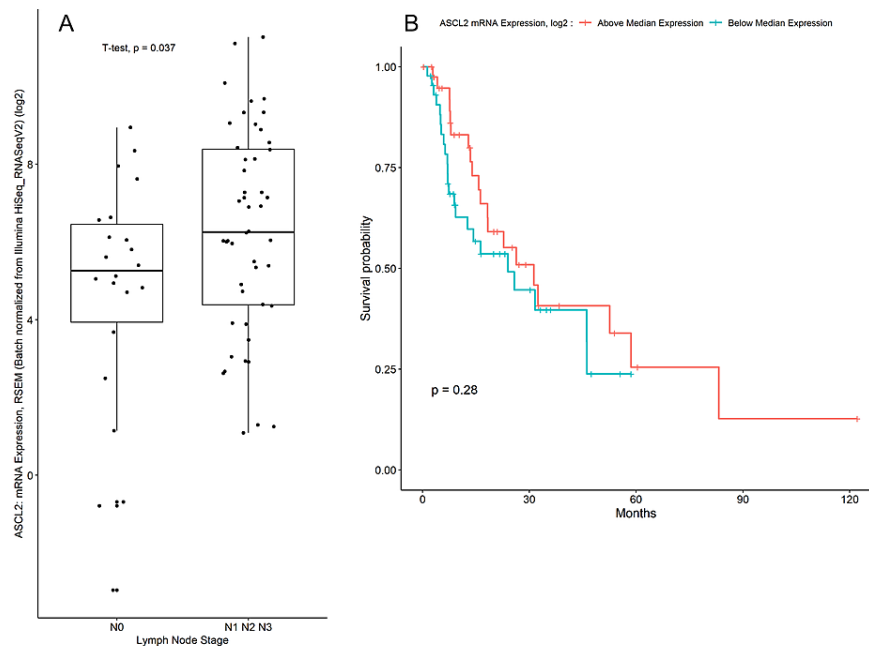 A
T-test, p = 0.037
ASCL2: mRNA Expression, RSEM (Batch normalized from Illumina HiSeq_RNASeqV2) (log2)
8
4
0
N0
N1 N2 N3
Lymph Node Stage
B
ASCL2 mRNA Expression, log2 : Above Median Expression Below Median Expression
Survival probability
1.00
0.75
0.50
0.25
0.00
p = 0.28
0 30 60 90 120
Months